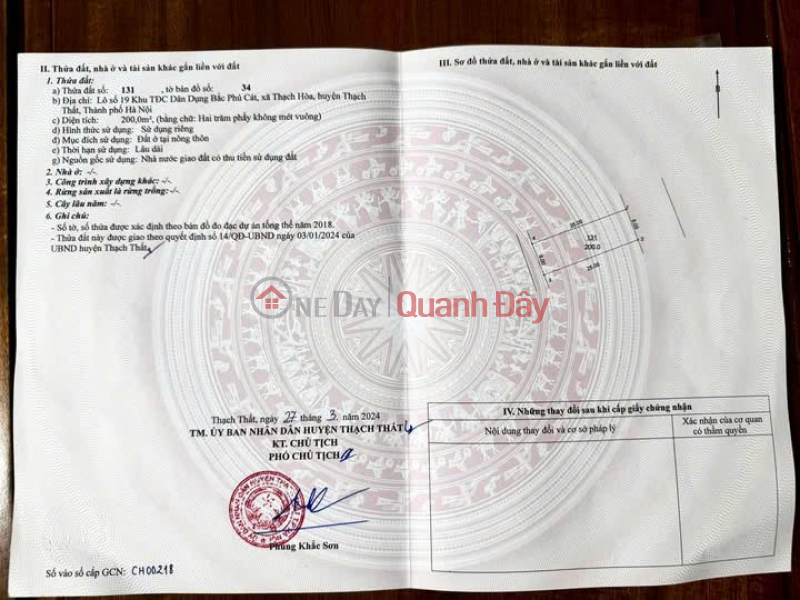 II. Thửa đất, nhà ở và tài sản khác gắn liền với đất
1. Thửa đất:
a) Thửa đất số: 131 , tờ bản đồ số: 34
b) Địa chỉ: Lô số 19 Khu TĐC Dân Dụng Bắc Phú Cát, xã Thạch Hòa, huyện Thạch
Thất, Thành phố Hà Nội
c) Diện tích: 200,0m², (bằng chữ: Hai trăm phẩy không mét vuông)
d) Hình thức sử dụng: Sử dụng riêng
đ) Mục đích sử dụng: Đất ở tại nông thôn
e) Thời hạn sử dụng: Lâu dài
g) Nguồn gốc sử dụng: Nhà nước giao đất có thu tiền sử dụng đất
2. Nhà ở: -/-
3. Công trình xây dựng khác: -/-
4. Rừng sản xuất là rừng trồng: -/-
5. Cây lâu năm: -/-
6. Ghi chú:
- Số tờ, số thửa được xác định theo bản đồ đo đạc dự án tổng thể năm 2018.
- Thửa đất này được giao theo quyết định số 14/QĐ-UBND ngày 03/01/2024 của
UBND huyện Thạch Thất
Thạch Thất, ngày 27 tháng 3 năm 2024
TM. ỦY BAN NHÂN DÂN HUYỆN THẠCH THẤT
KT. CHỦ TỊCH
PHÓ CHỦ TỊCH
Phùng Khắc Sơn
Số vào sổ cấp GCN: CH00218
III. Sơ đồ thửa đất, nhà ở và tài sản khác gắn liền với đất
B
25.00
8.00
131
200.0
8.00
25.00
ONE DAY Quanh Đây
IV. Những thay đổi sau khi cấp giấy chứng nhận
Nội dung thay đổi và cơ sở pháp lý
Xác nhận của cơ quan
có thẩm quyền